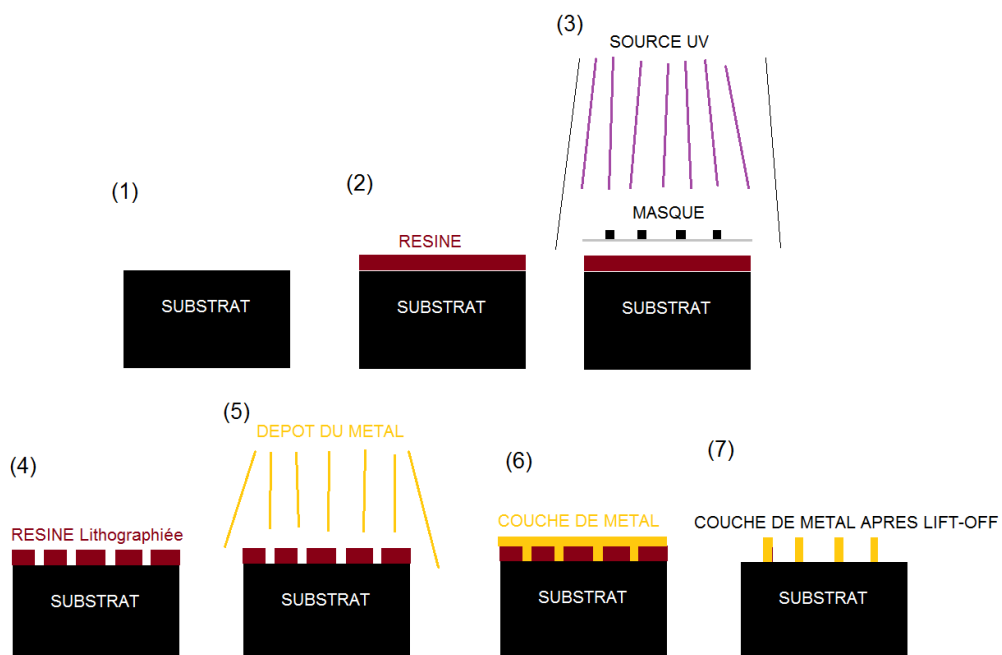 (1)
SUBSTRAT
(2)
RESINE
SUBSTRAT
(3)
SOURCE UV
MASQUE
SUBSTRAT
(4)
RESINE Lithographiée
SUBSTRAT
(5)
DEPOT DU METAL
SUBSTRAT
(6)
COUCHE DE METAL
SUBSTRAT
(7)
COUCHE DE METAL APRES LIFT-OFF
SUBSTRAT